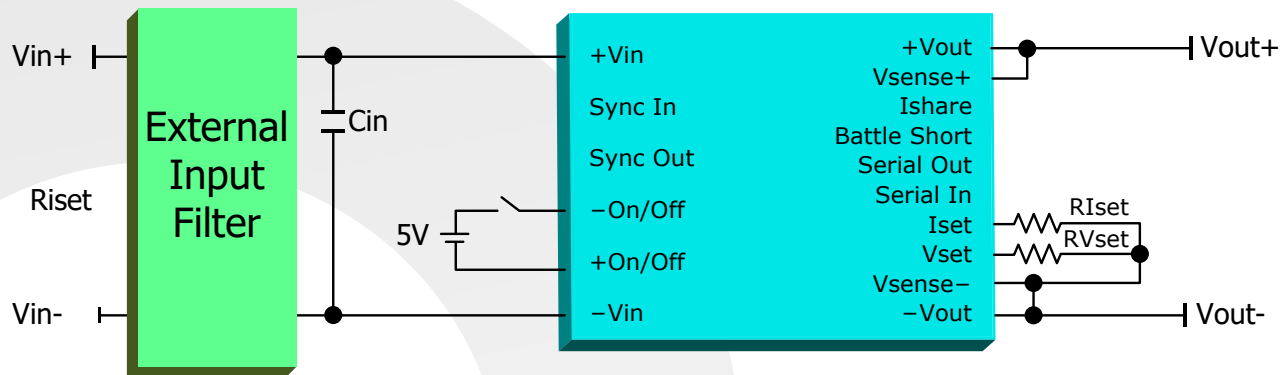 Vin+
Riset
Vin-
External
Input
Filter
Cin
5V
+Vin
Sync In
Sync Out
−On/Off
+On/Off
−Vin
+Vout
Vsense+
Ishare
Battle Short
Serial Out
Serial In
Iset
Vset
Vsense−
−Vout
RIset
RVset
Vout+
Vout-